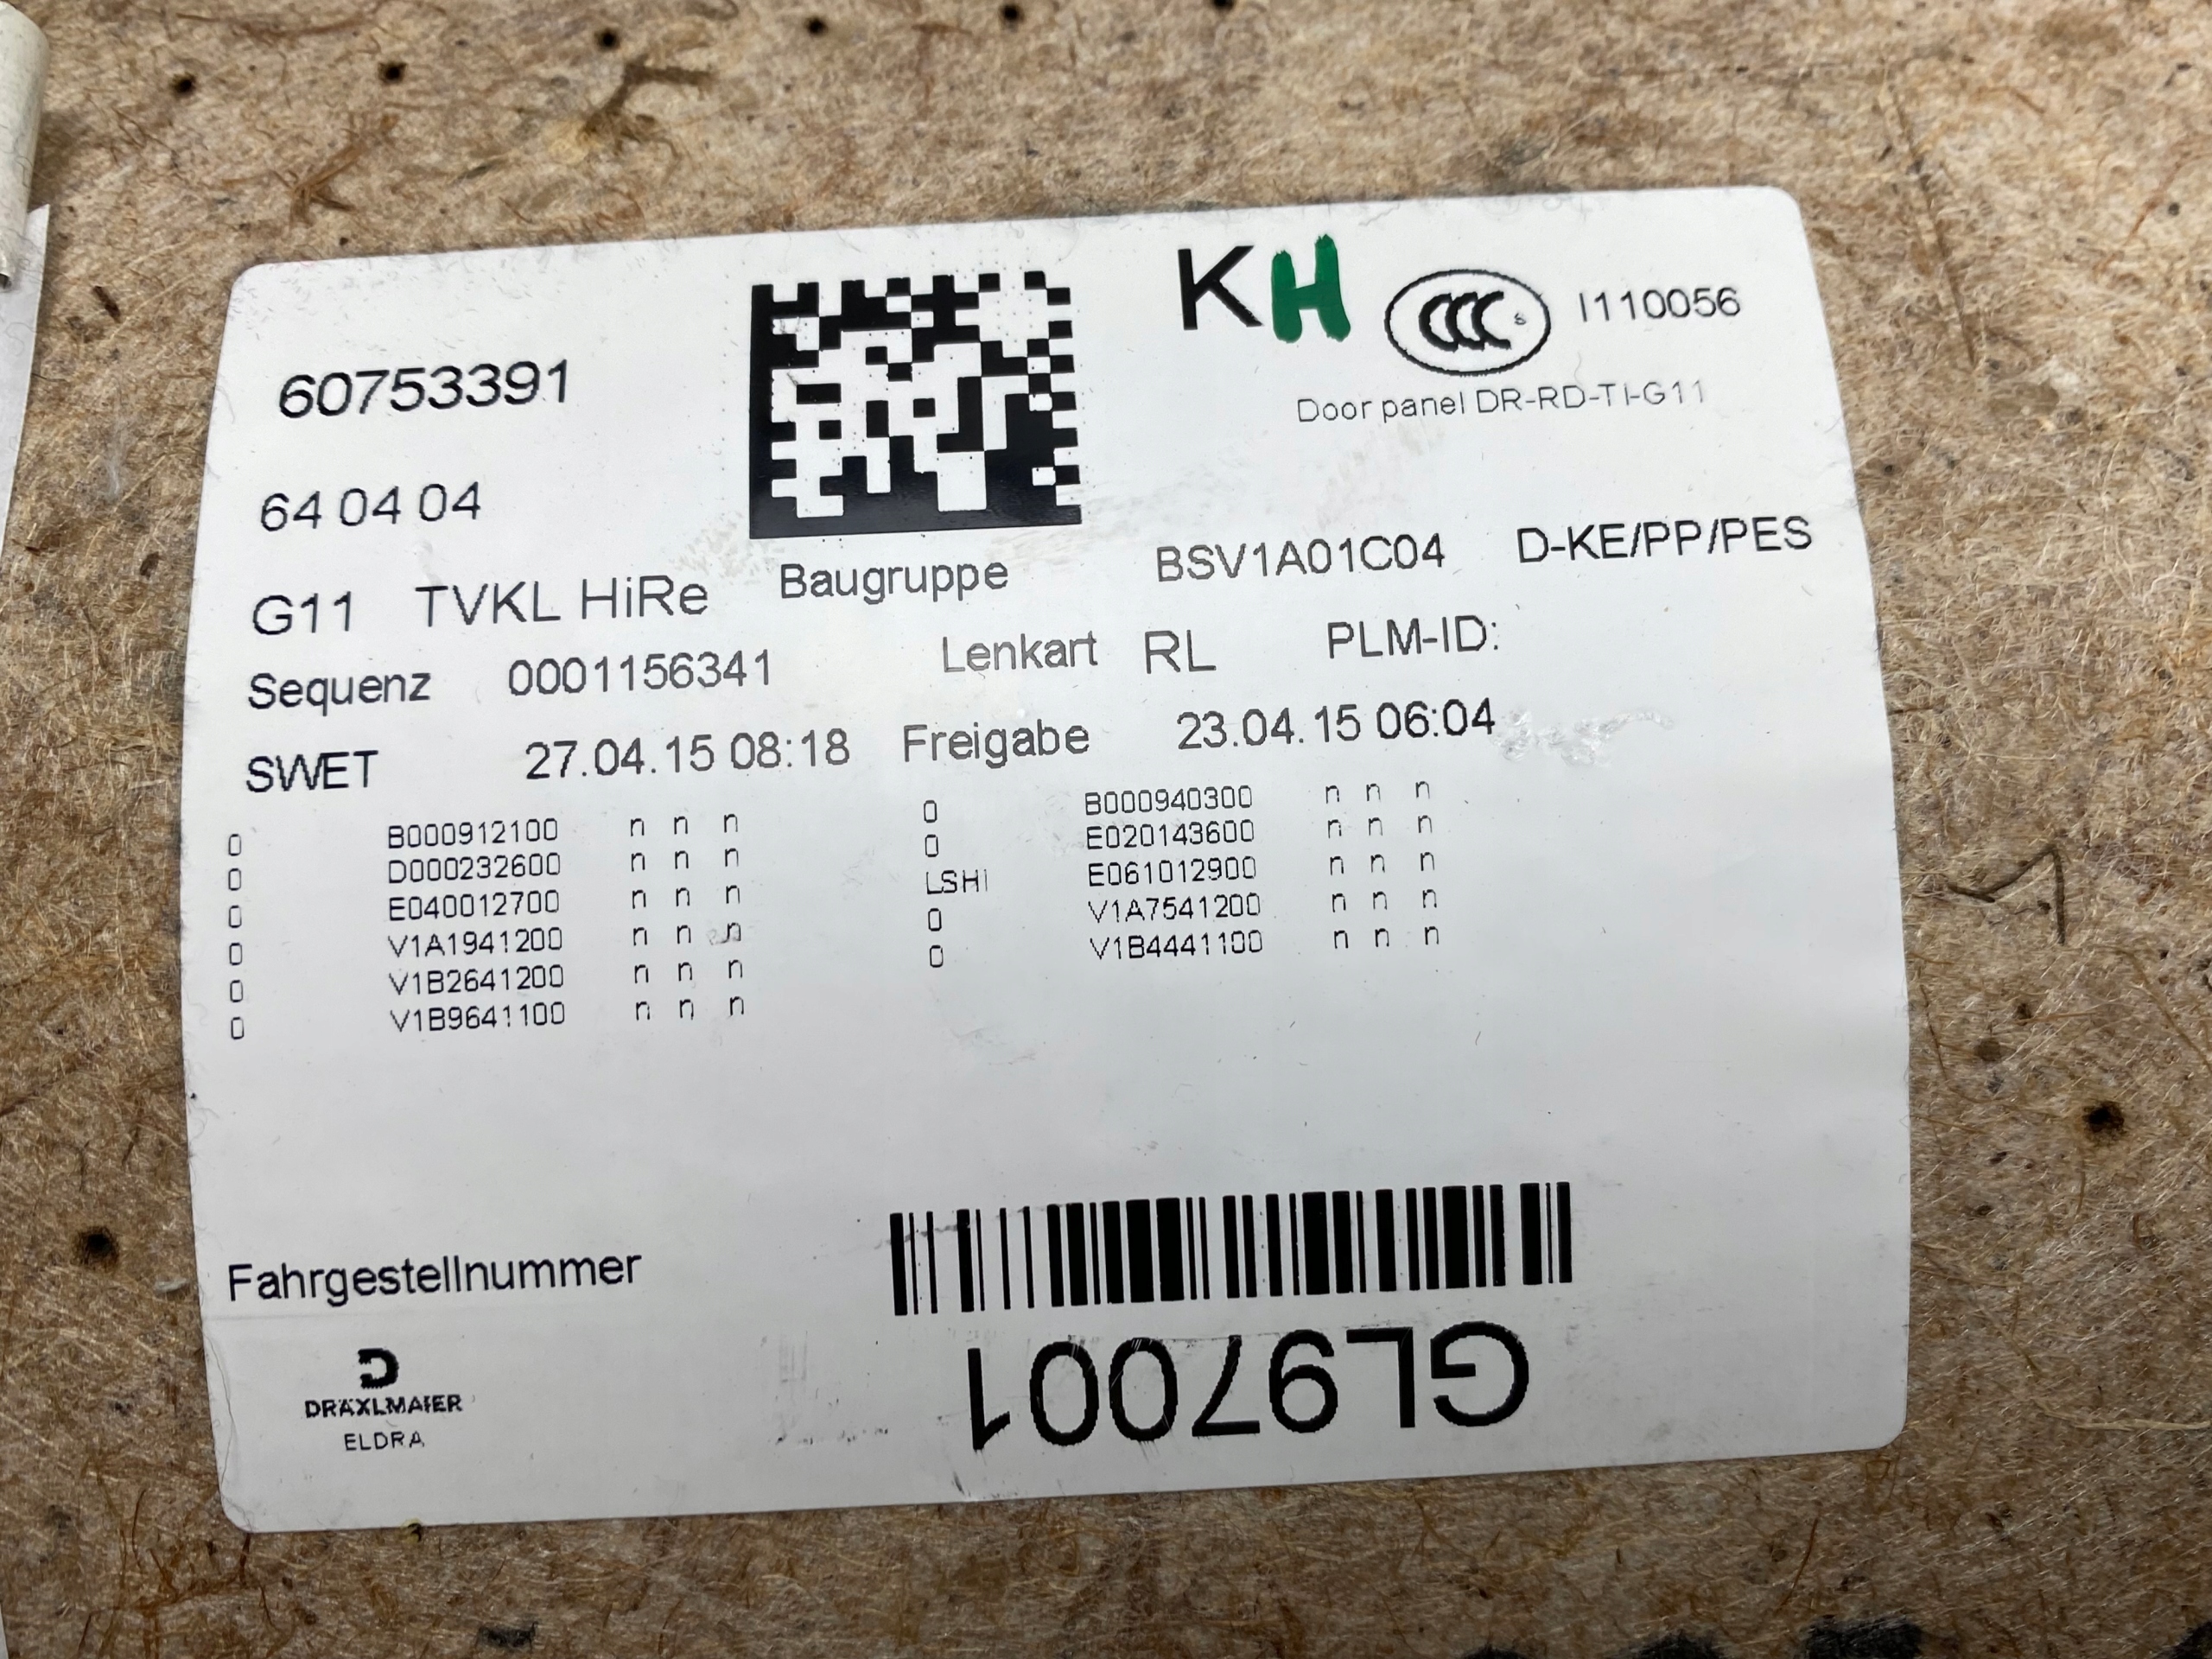 KH CCC S I110056
60753391
Door panel DR-RD-TI-G11
64 04 04
G11 TVKL HiRe Baugruppe BSV1A01C04 D-KE/PP/PES
Sequenz 0001156341 Lenkart RL PLM-ID:
SWET 27.04.15 08:18 Freigabe 23.04.15 06:04
0 B000912100 n n n 0 B000940300 n n n
0 D000232600 n n n 0 E020143600 n n n
0 E040012700 n n n LSHI E061012900 n n n
0 V1A1941200 n n n 0 V1A7541200 n n n
0 V1B2641200 n n n 0 V1B4441100 n n n
0 V1B9641100 n n n
Fahrgestellnummer
GL97001
DRÄXLMAIER
ELDRA